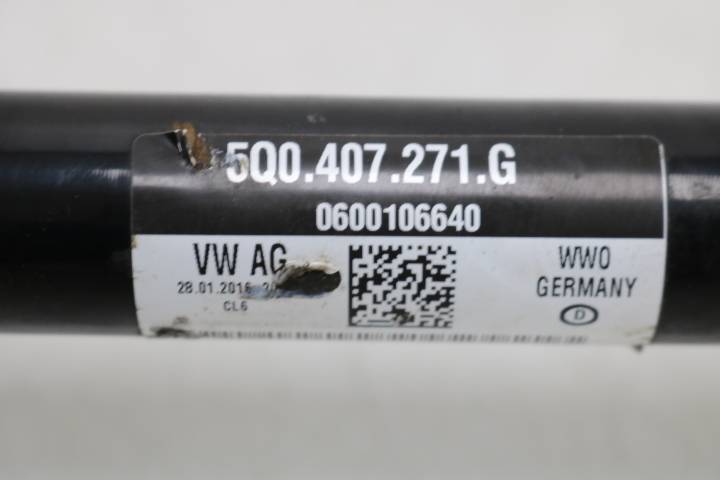 5Q0.407.271.G
0600106640
VW AG
28.01.2016
CL6
WWO
GERMANY
D